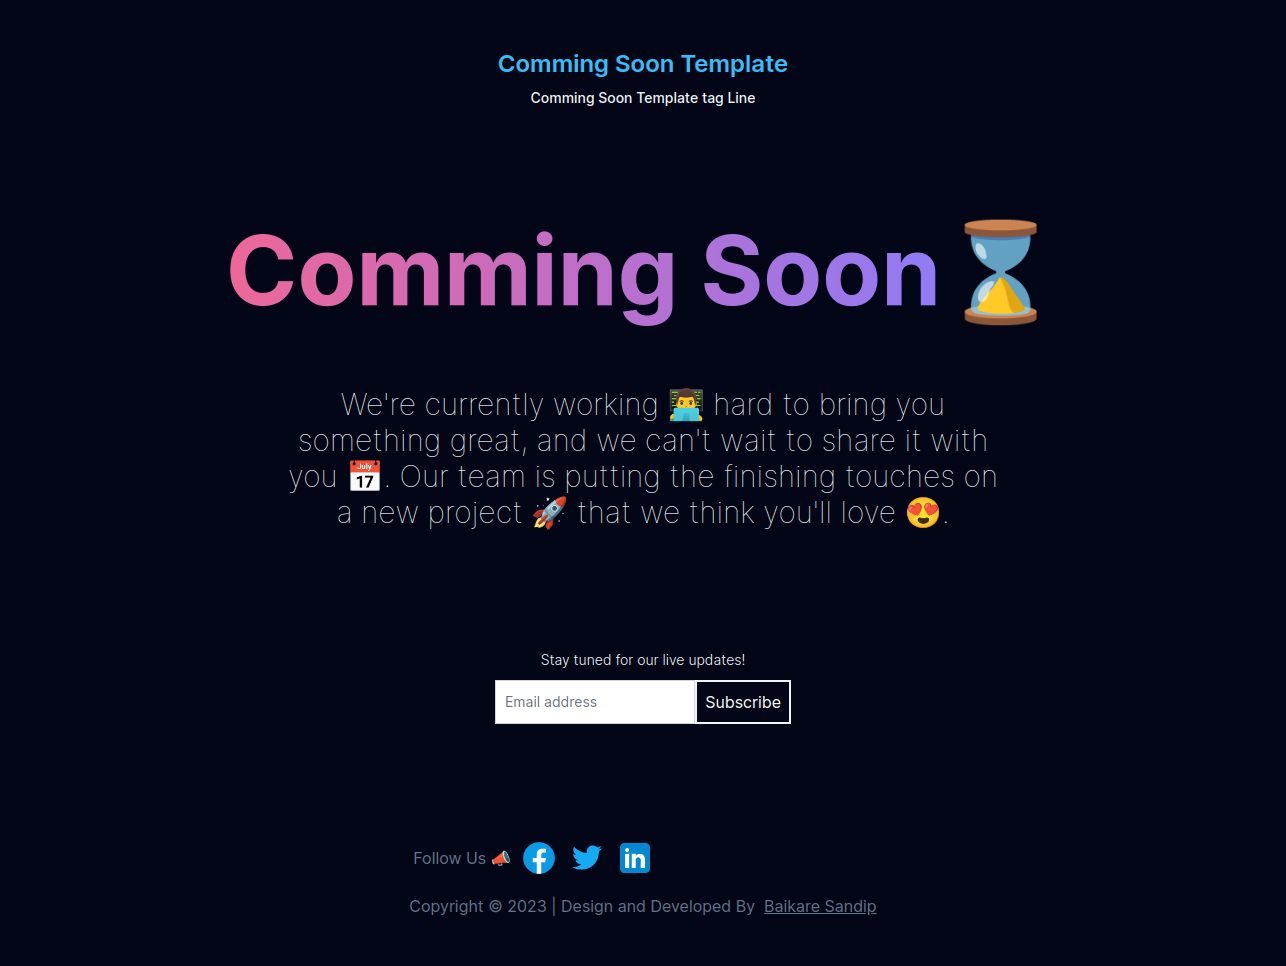 Comming Soon Template
Comming Soon Template tag Line
Comming Soon⌛
We're currently working 👨‍💻 hard to bring you
something great, and we can't wait to share it with
you 📅. Our team is putting the finishing touches on
a new project 🚀 that we think you'll love 😍.
Stay tuned for our live updates!
Email address
Subscribe
Follow Us 📣
Copyright © 2023 | Design and Developed By Baikare Sandip